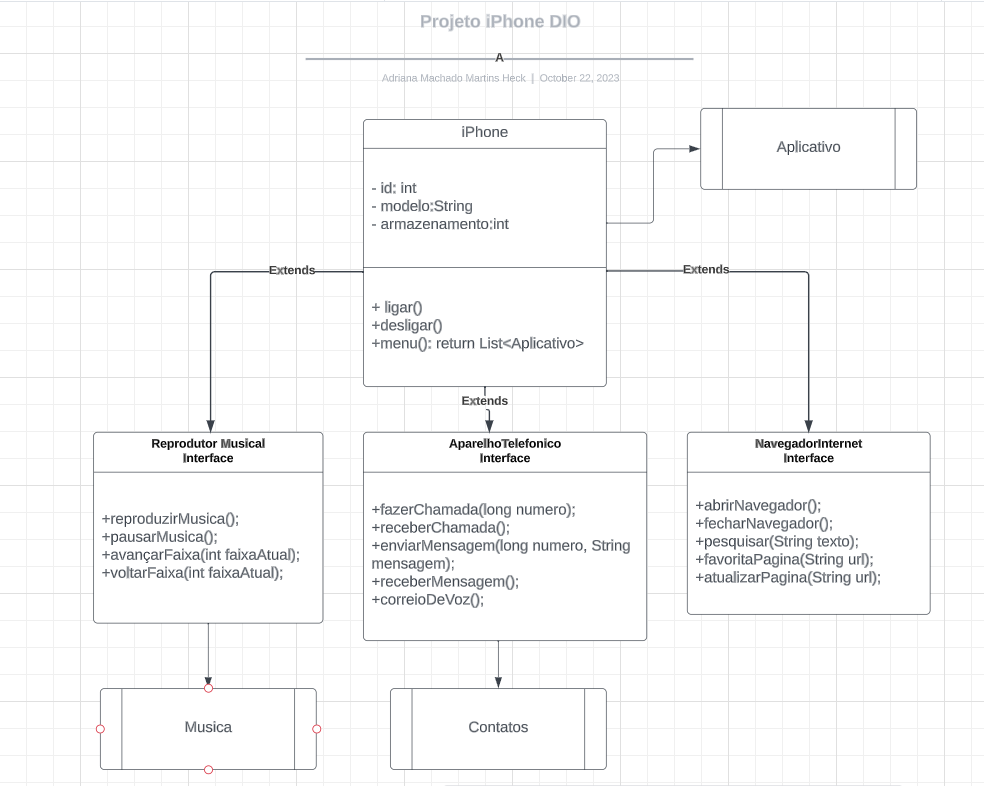 Projeto iPhone DIO
A
Adriana Machado Martins Heck | October 22, 2023
iPhone
- id: int
- modelo:String
- armazenamento:int
+ ligar()
+desligar()
+menu(): return List<Aplicativo>
Aplicativo
Extends
Extends
Extends
Reprodutor Musical
Interface
+reproduzirMusica();
+pausarMusica();
+avançarFaixa(int faixaAtual);
+voltarFaixa(int faixaAtual);
AparelhoTelefonico
Interface
+fazerChamada(long numero);
+receberChamada();
+enviarMensagem(long numero, String
mensagem);
+receberMensagem();
+correioDeVoz();
NavegadorInternet
Interface
+abrirNavegador();
+fecharNavegador();
+pesquisar(String texto);
+favoritaPagina(String url);
+atualizarPagina(String url);
Musica
Contatos